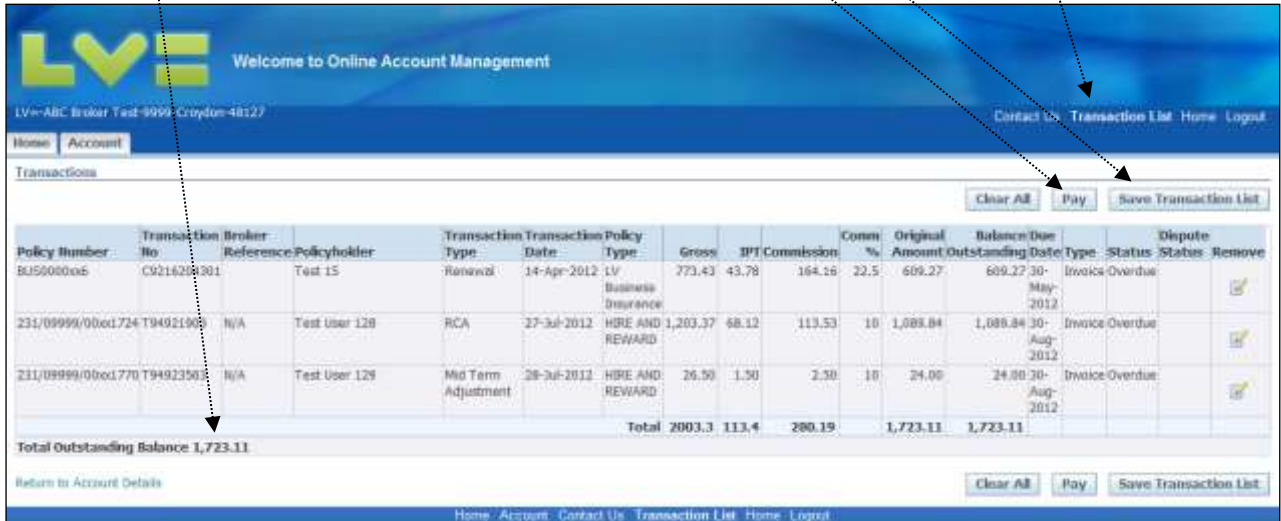 LV=
Welcome to Online Account Management
LV=-ABC Broker Test-9999-Croydon-48127
Contact Us Transaction List Home Logout
Home Account
Transactions
Clear All Pay Save Transaction List
Policy Number Transaction No Broker Reference Policyholder Transaction Type Transaction Date Policy Type Gross IPT Commission Comm % Original Amount Balance Outstanding Due Date Type Status Dispute Status Remove
C9216204301 Test 15 Renewal 14-Apr-2012 LV Business Insurance 773.43 43.78 164.16 22.5 609.27 609.27 30-May-2012 Invoice Overdue
N/A Test User 128 RCA 27-Jul-2012 HIRE AND REWARD 1,203.37 68.12 113.53 10 1,089.84 1,089.84 30-Aug-2012 Invoice Overdue
N/A Test User 129 Mid Term Adjustment 28-Jul-2012 HIRE AND REWARD 26.50 1.50 2.50 10 24.00 24.00 30-Aug-2012 Invoice Overdue
Total 2003.3 113.4 280.19 1,723.11 1,723.11
Total Outstanding Balance 1,723.11
Return to Account Details
Clear All Pay Save Transaction List
Home Account Contact Us Transaction List Home Logout